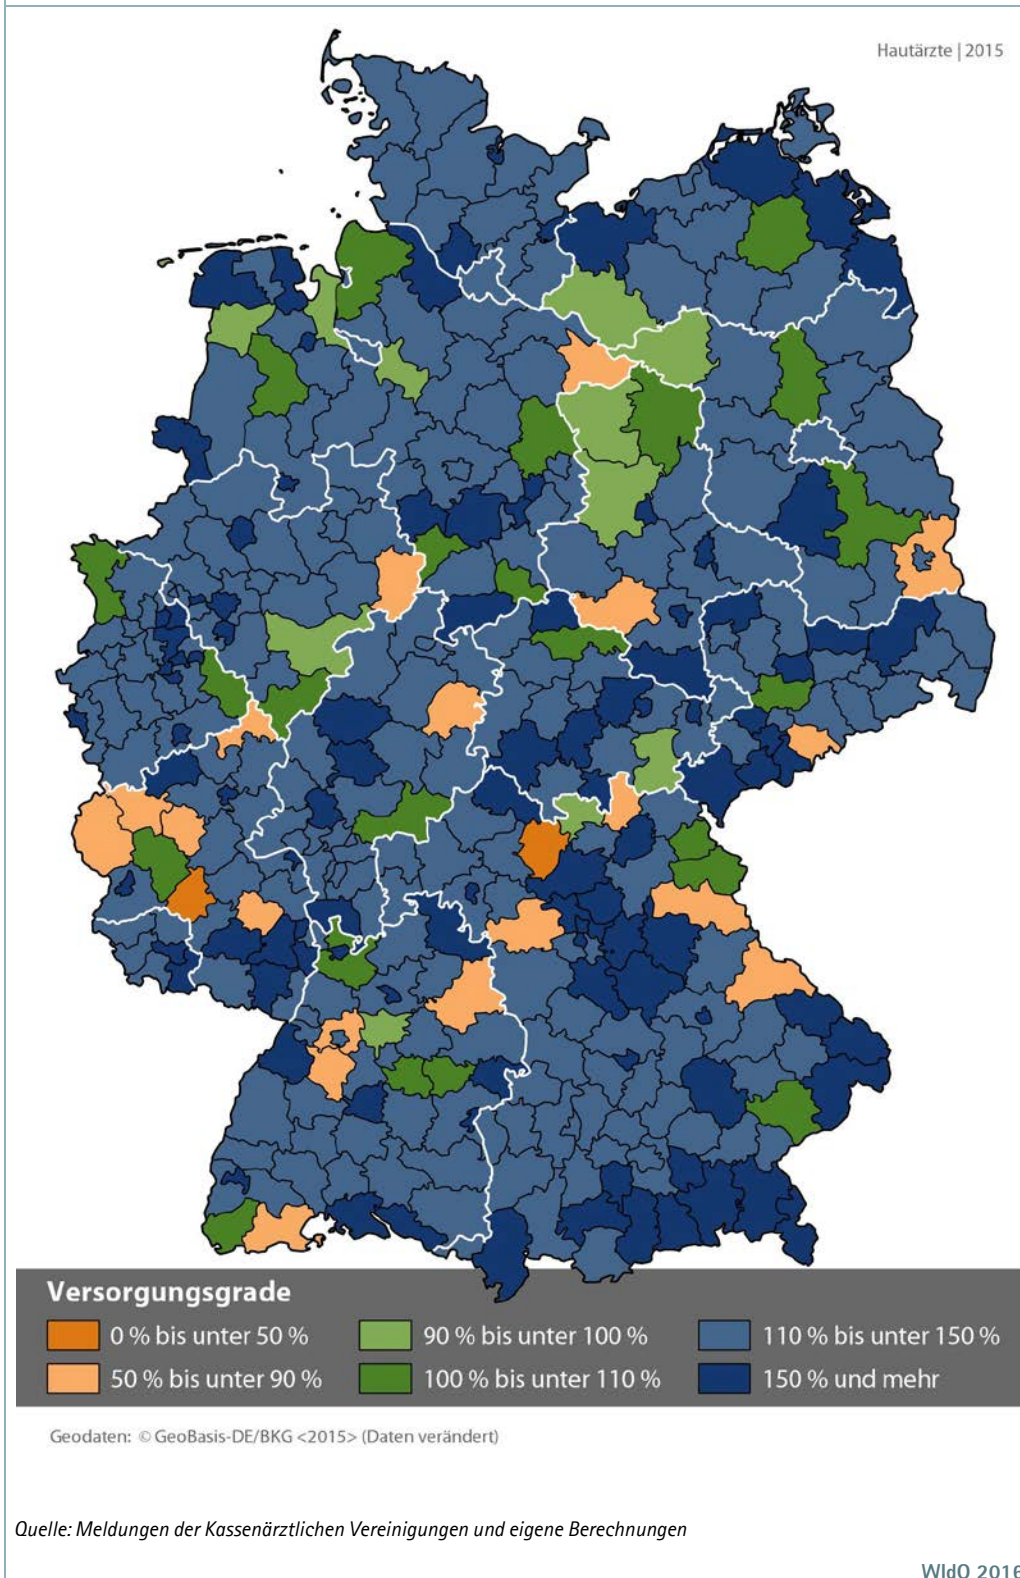 Hautärzte | 2015
Versorgungsgrade
0 % bis unter 50 %
90 % bis unter 100 %
110 % bis unter 150 %
50 % bis unter 90 %
100 % bis unter 110 %
150 % und mehr
Geodaten: © GeoBasis-DE/BKG <2015> (Daten verändert)
Quelle: Meldungen der Kassenärztlichen Vereinigungen und eigene Berechnungen
WIdO 2016